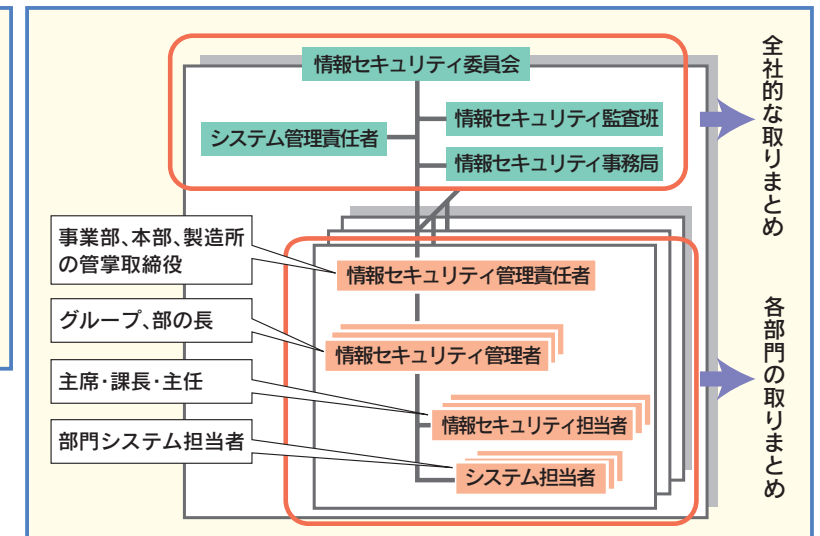 情報セキュリティ委員会
情報セキュリティ監査班
システム管理責任者
情報セキュリティ事務局
全社的な取りまとめ
事業部、本部、製造所
の管掌取締役
情報セキュリティ管理責任者
グループ、部の長
情報セキュリティ管理者
主席・課長・主任
情報セキュリティ担当者
部門システム担当者
システム担当者
各部門の取りまとめ